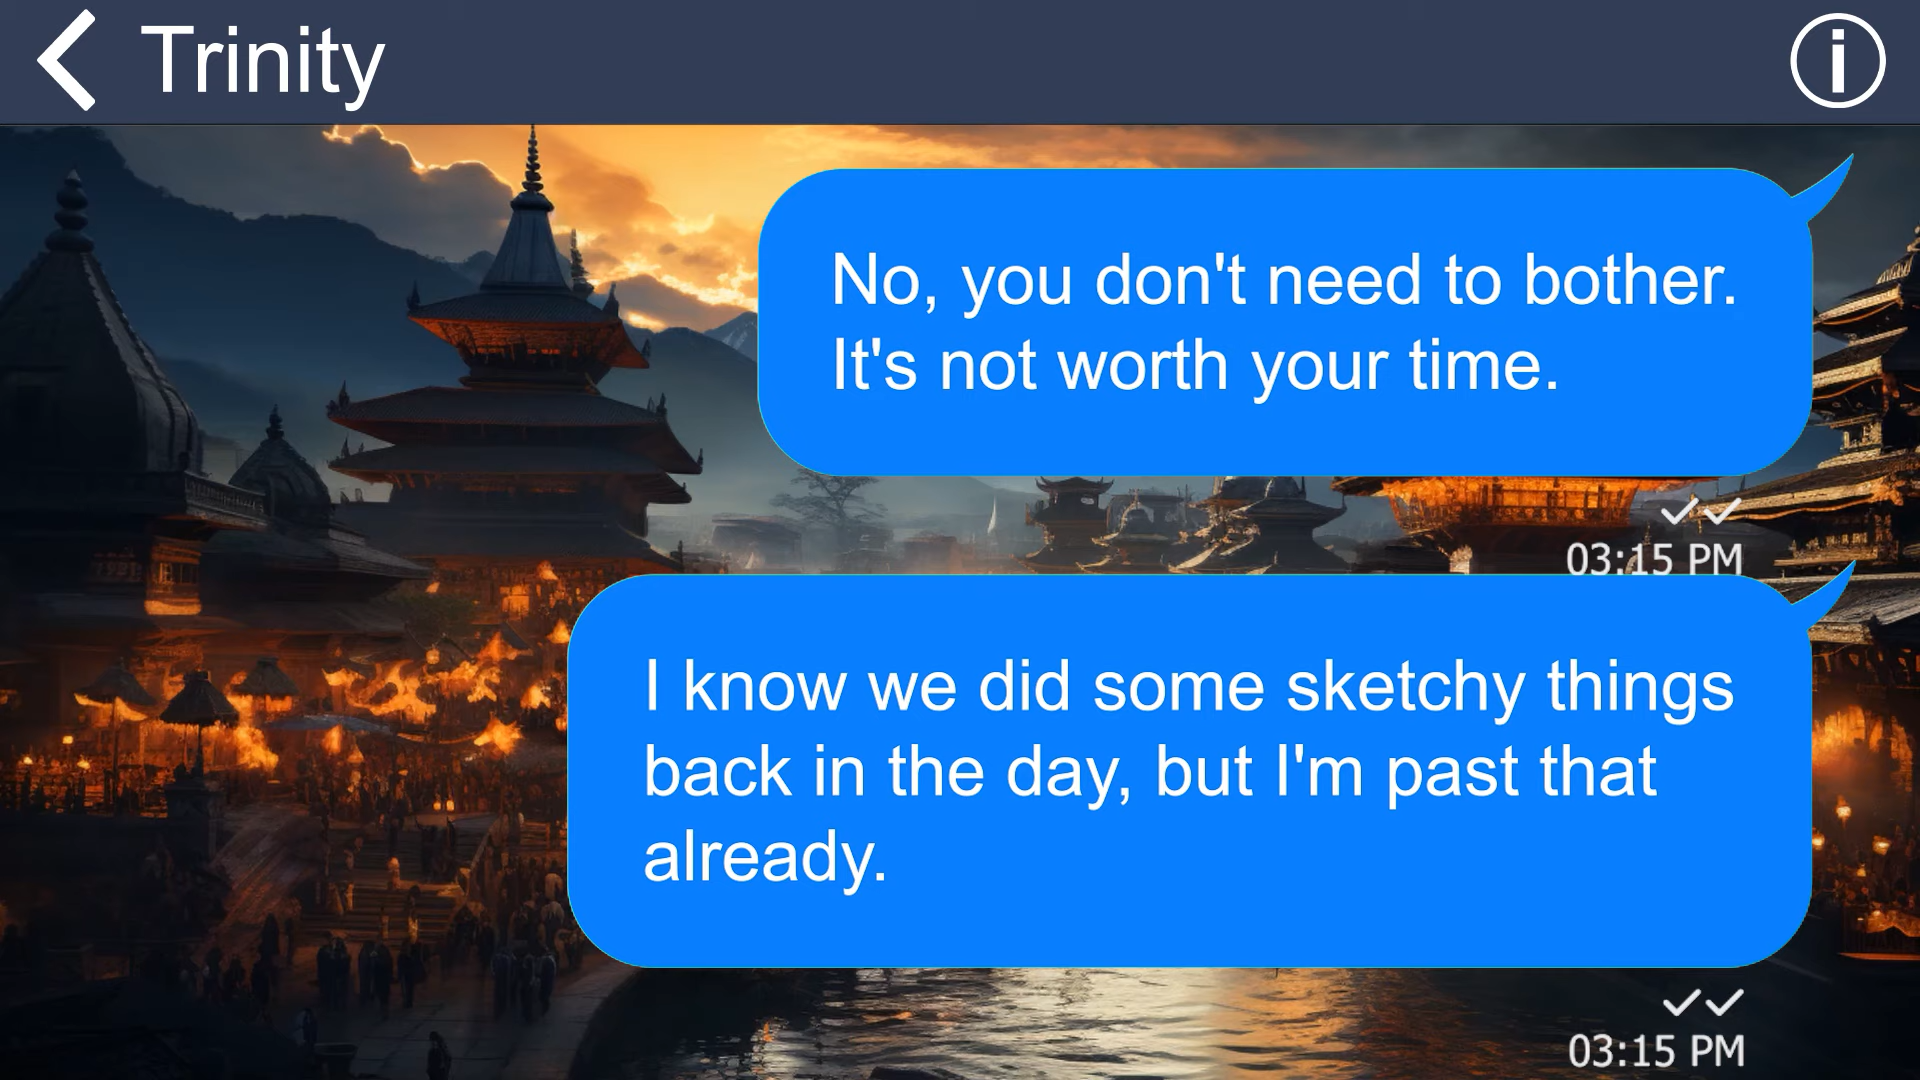 Trinity
No, you don't need to bother.
It's not worth your time.
03:15 PM
I know we did some sketchy things
back in the day, but I'm past that
already.
03:15 PM